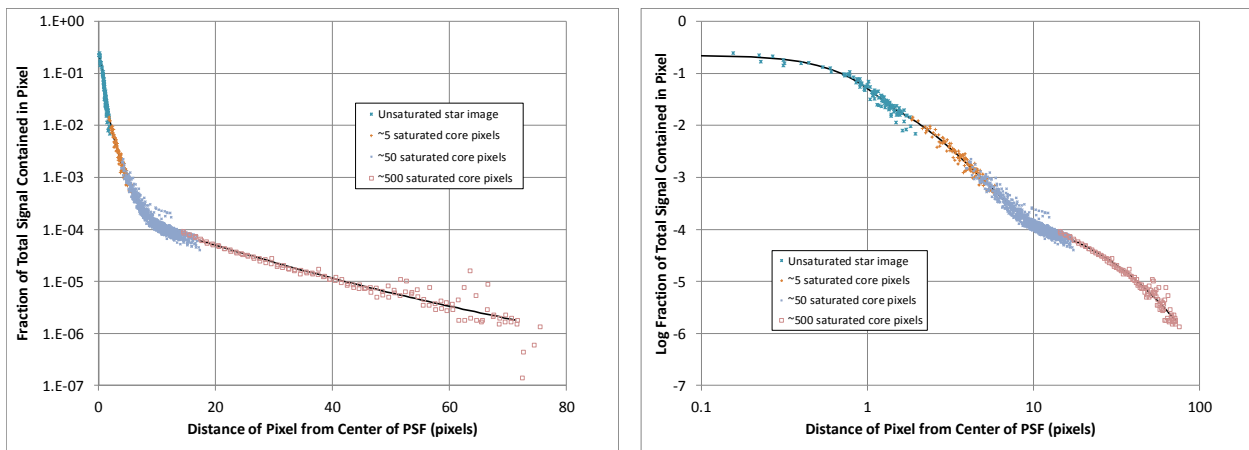 1.E+00
1.E-01
1.E-02
1.E-03
1.E-04
1.E-05
1.E-06
1.E-07
Fraction of Total Signal Contained in Pixel
Unsaturated star image
~5 saturated core pixels
~50 saturated core pixels
~500 saturated core pixels
0 20 40 60 80
Distance of Pixel from Center of PSF (pixels)
0
-1
-2
-3
-4
-5
-6
-7
Log Fraction of Total Signal Contained in Pixel
Unsaturated star image
~5 saturated core pixels
~50 saturated core pixels
~500 saturated core pixels
0.1 1 10 100
Distance of Pixel from Center of PSF (pixels)